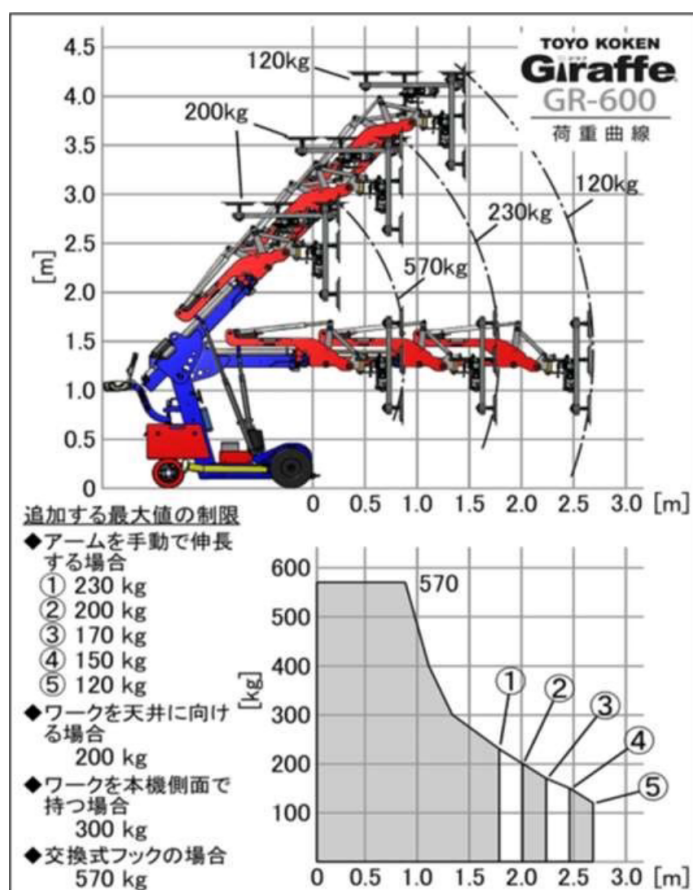 TOYO KOKEN
Giraffe
GR-600
荷重曲線
4.5
4.0
3.5
3.0
2.5
2.0
1.5
1.0
0.5
0
[m]
120kg
200kg
120kg
230kg
570kg
0 0.5 1.0 1.5 2.0 2.5 3.0 [m]
追加する最大値の制限
◆アームを手動で伸長
する場合
① 230 kg
② 200 kg
③ 170 kg
④ 150 kg
⑤ 120 kg
◆ワークを天井に向け
る場合
200 kg
◆ワークを本機側面で
持つ場合
300 kg
◆交換式フックの場合
570 kg
600
500
400
300
200
100
[kg]
570
①
②
③
④
⑤
0 0.5 1.0 1.5 2.0 2.5 3.0 [m]